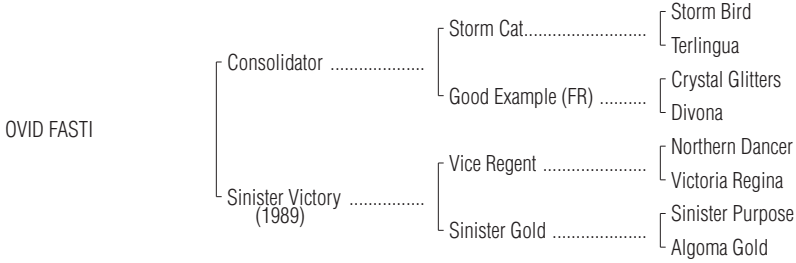 Storm Bird
Storm Cat........................
Terlingua
Consolidator ...................
Crystal Glitters
Good Example (FR) ..........
Divona
OVID FASTI
Northern Dancer
Vice Regent .....................
Victoria Regina
Sinister Victory ...............
(1989)
Sinister Purpose
Sinister Gold ...................
Algoma Gold